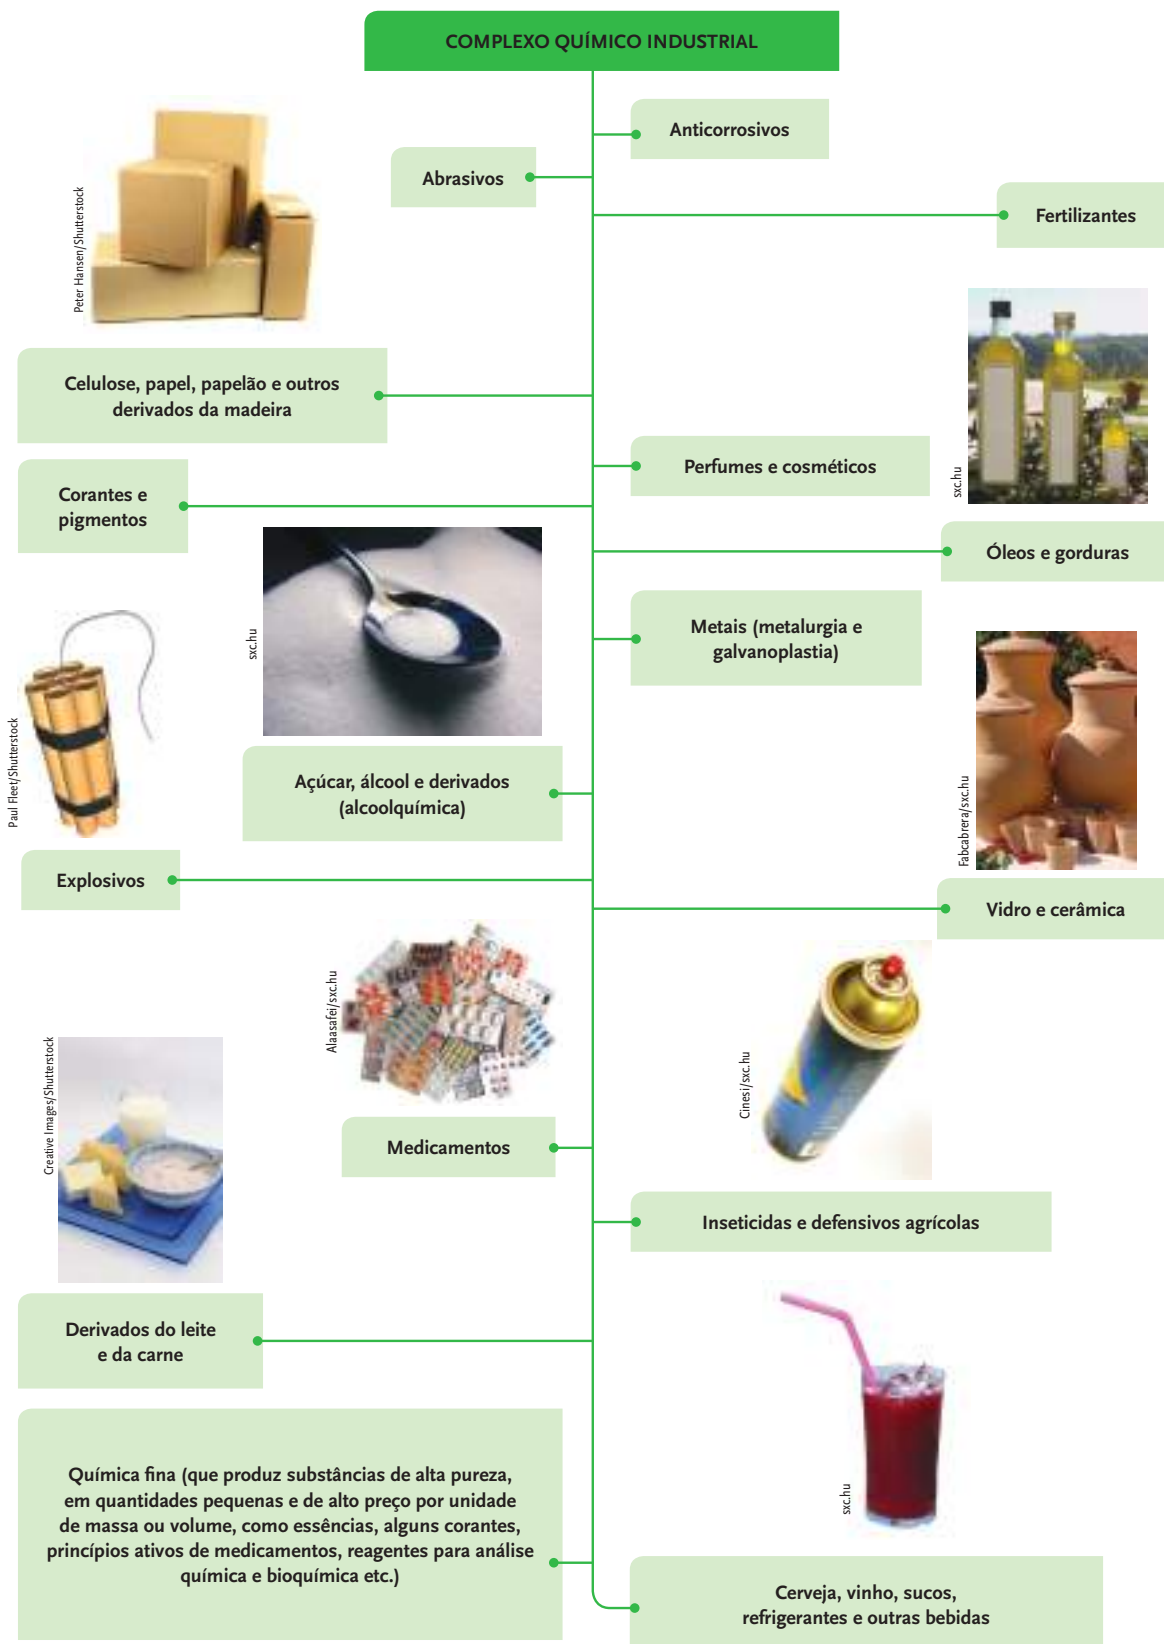 COMPLEXO QUÍMICO INDUSTRIAL
Anticorrosivos
Abrasivos
Fertilizantes
Peter Hansen/Shutterstock
Celulose, papel, papelão e outros
derivados da madeira
Perfumes e cosméticos
sxc.hu
Corantes e
pigmentos
Óleos e gorduras
sxc.hu
Metais (metalurgia e
galvanoplastia)
Paul Fleet/Shutterstock
Açúcar, álcool e derivados
(alcoolquímica)
Fabcabrera/sxc.hu
Explosivos
Vidro e cerâmica
Alaasafei/sxc.hu
Cinesi/sxc.hu
Creative Images/Shutterstock
Medicamentos
Inseticidas e defensivos agrícolas
Derivados do leite
e da carne
sxc.hu
Química fina (que produz substâncias de alta pureza,
em quantidades pequenas e de alto preço por unidade
de massa ou volume, como essências, alguns corantes,
princípios ativos de medicamentos, reagentes para análise
química e bioquímica etc.)
Cerveja, vinho, sucos,
refrigerantes e outras bebidas